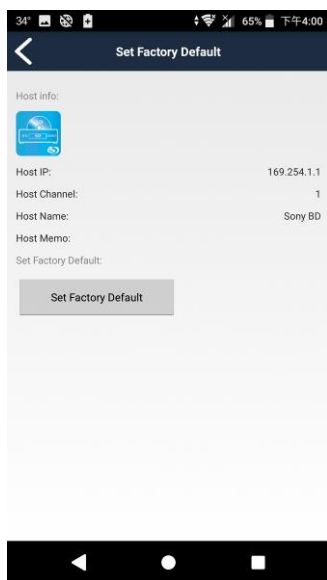 34° 65% 下午4:00
Set Factory Default
Host info:
Host IP: 169.254.1.1
Host Channel: 1
Host Name: Sony BD
Host Memo:
Set Factory Default:
Set Factory Default